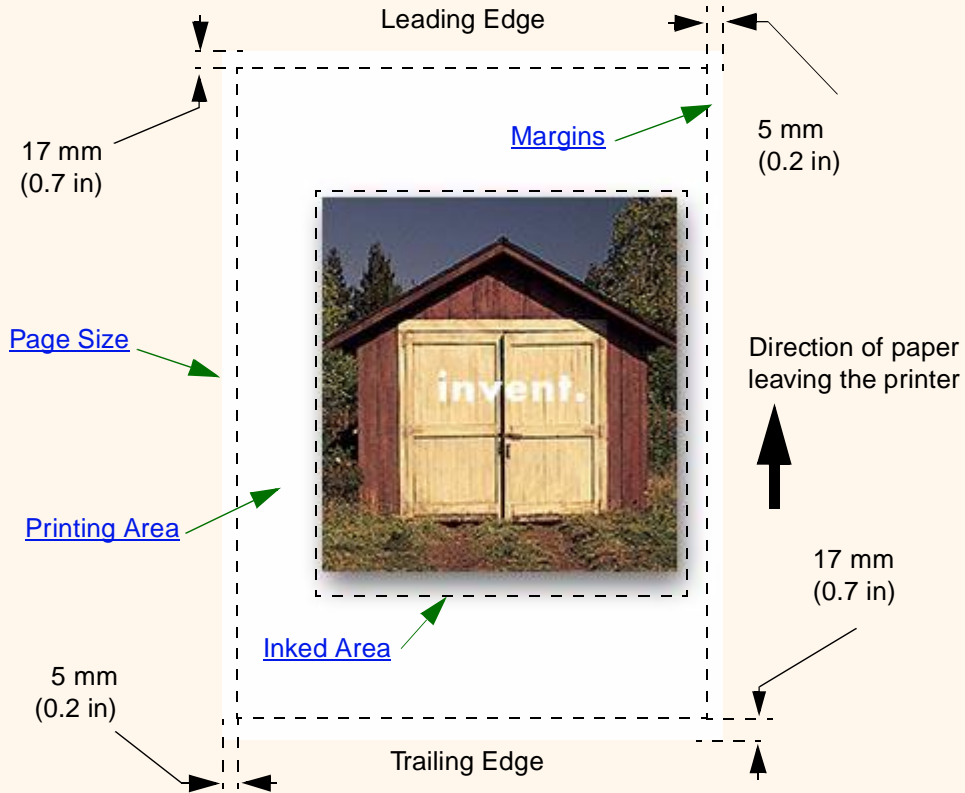 Leading Edge
Margins
5 mm
(0.2 in)
17 mm
(0.7 in)
Page Size
Direction of paper
leaving the printer
invent.
Printing Area
17 mm
(0.7 in)
Inked Area
5 mm
(0.2 in)
Trailing Edge